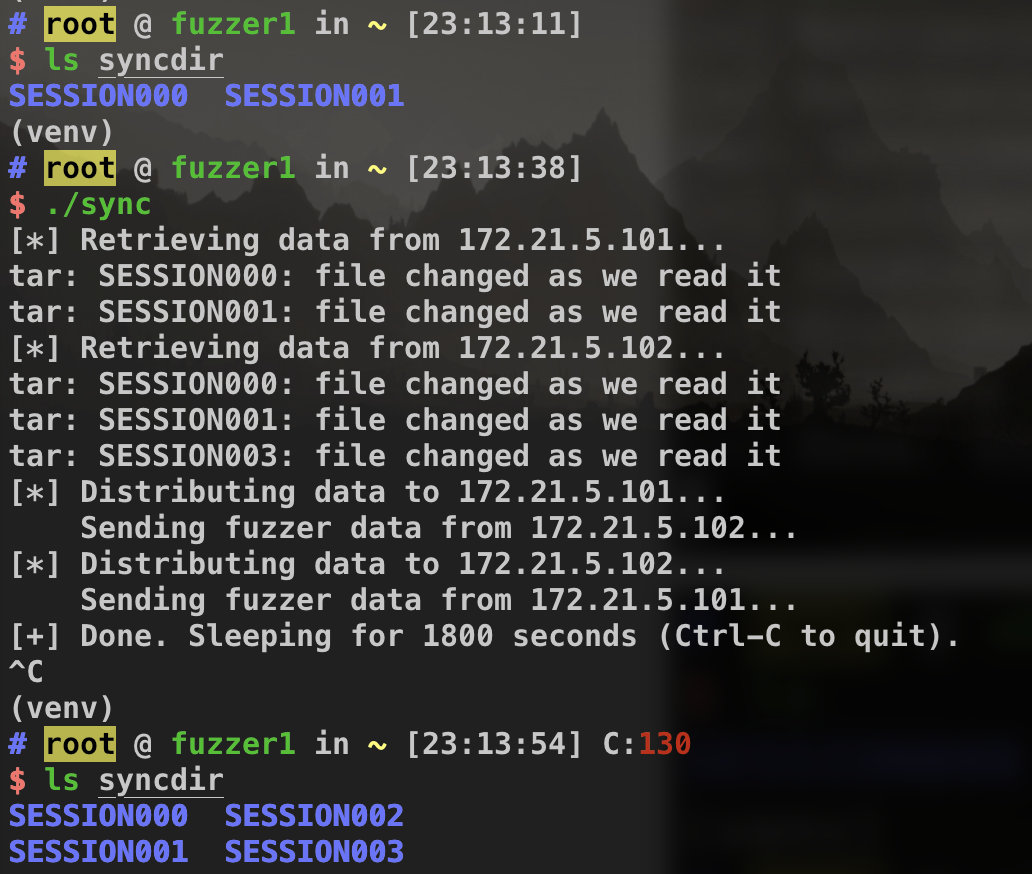 # root @ fuzzer1 in ~ [23:13:11]
$ ls syncdir
SESSION000  SESSION001
(venv)
# root @ fuzzer1 in ~ [23:13:38]
$ ./sync
[*] Retrieving data from 172.21.5.101...
tar: SESSION000: file changed as we read it
tar: SESSION001: file changed as we read it
[*] Retrieving data from 172.21.5.102...
tar: SESSION000: file changed as we read it
tar: SESSION001: file changed as we read it
tar: SESSION003: file changed as we read it
[*] Distributing data to 172.21.5.101...
    Sending fuzzer data from 172.21.5.102...
[*] Distributing data to 172.21.5.102...
    Sending fuzzer data from 172.21.5.101...
[+] Done. Sleeping for 1800 seconds (Ctrl-C to quit).
^C
(venv)
# root @ fuzzer1 in ~ [23:13:54] C:130
$ ls syncdir
SESSION000  SESSION002
SESSION001  SESSION003